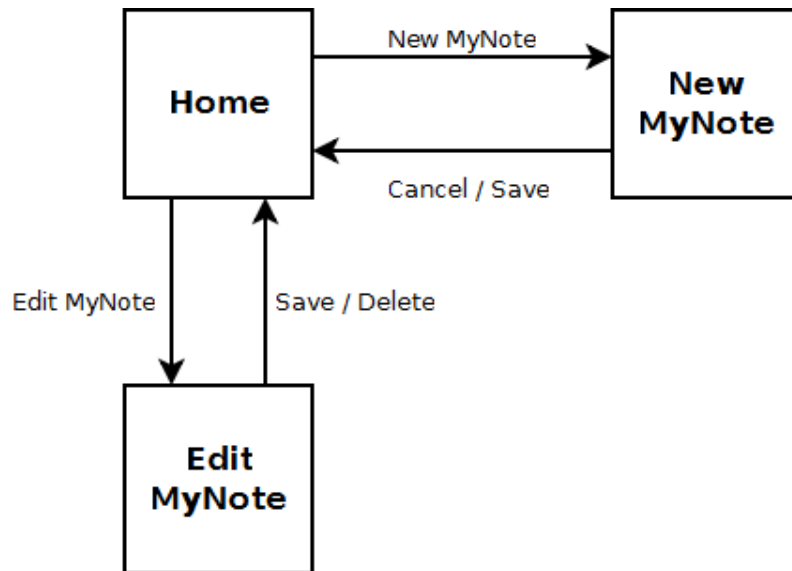 New MyNote
Home
New
MyNote
Cancel / Save
Edit MyNote
Save / Delete
Edit
MyNote